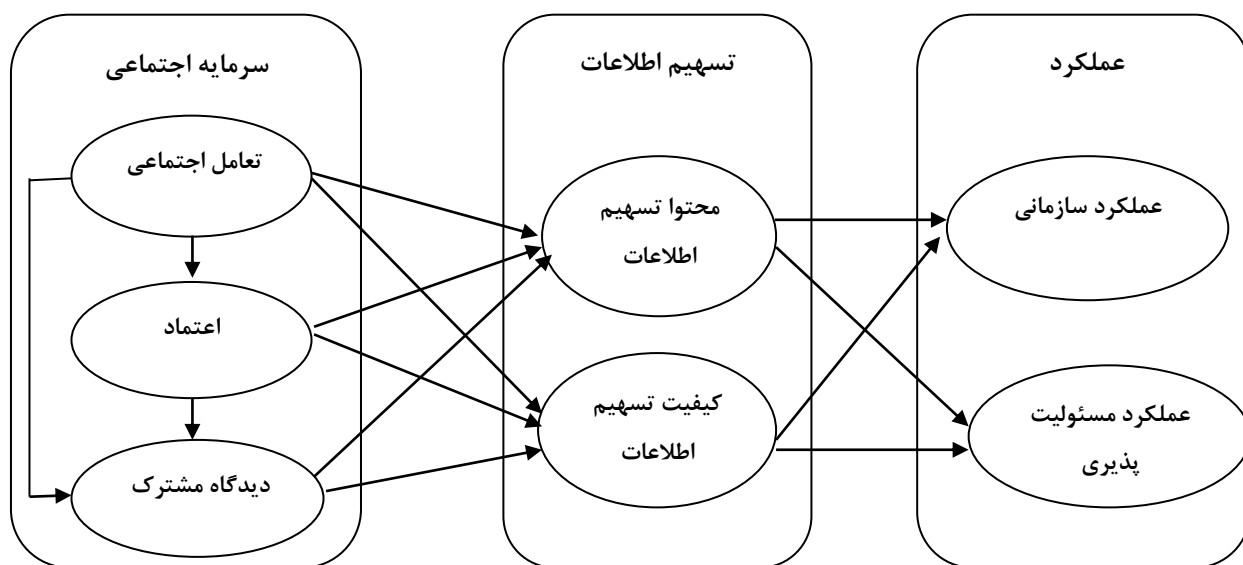 سرمایه اجتماعی
تعامل اجتماعی
اعتماد
دیدگاه مشترک
تسهیم اطلاعات
محتوا تسهیم
اطلاعات
کیفیت تسهیم
اطلاعات
عملکرد
عملکرد سازمانی
عملکرد مسئولیت
پذیری